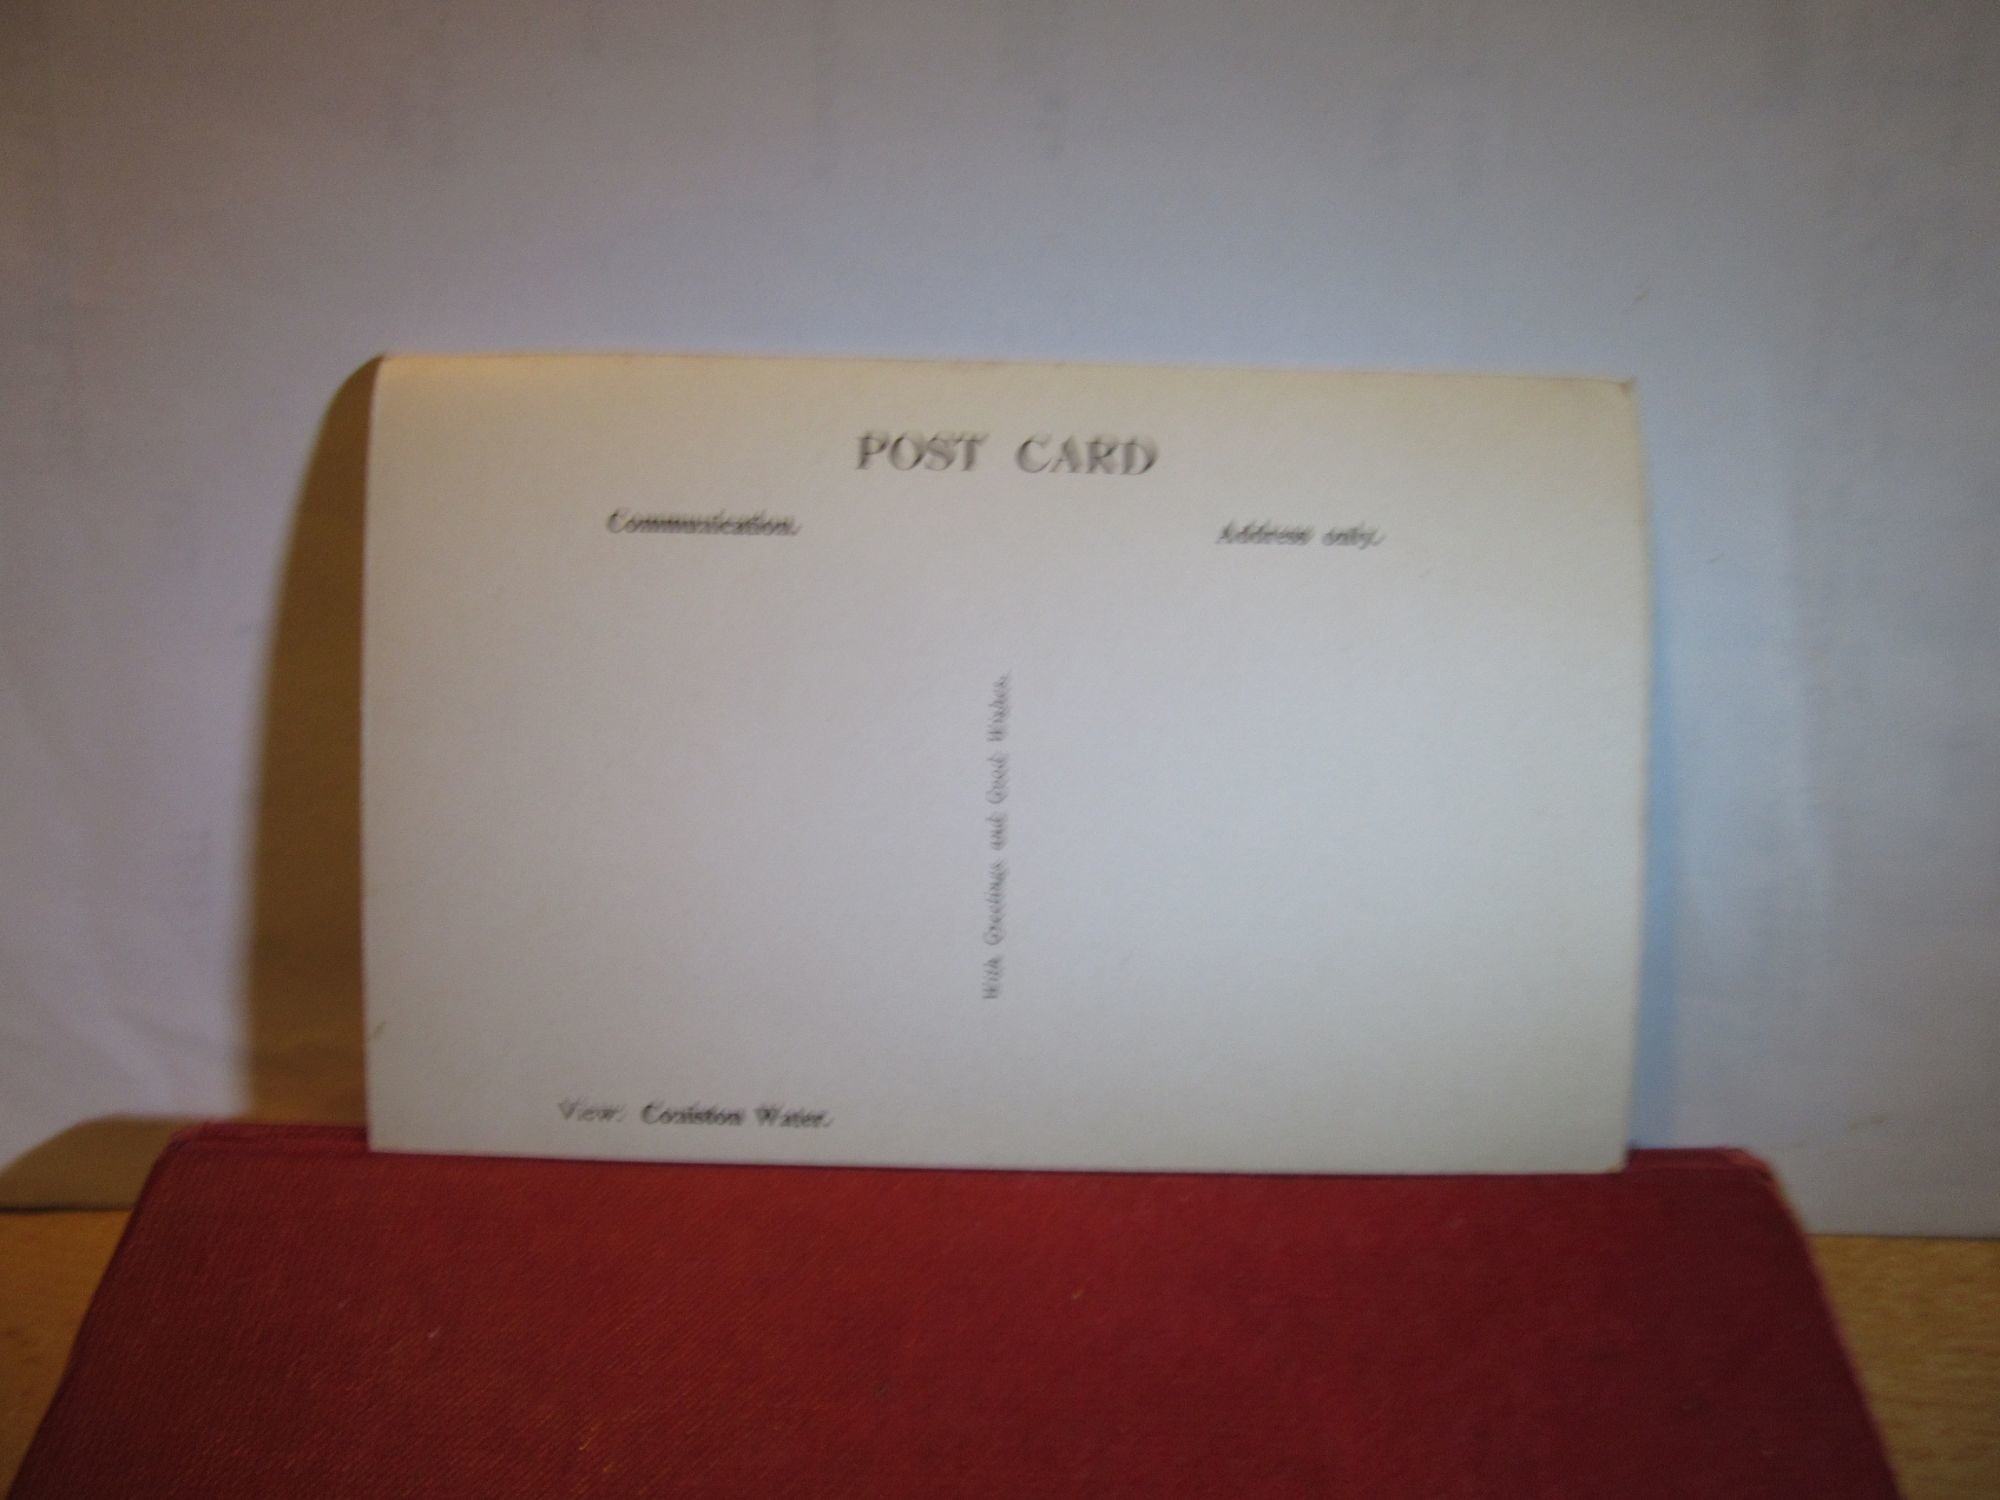 POST CARD
Communication.
Address only.
With Greetings and Good Wishes.
View: Coniston Water.